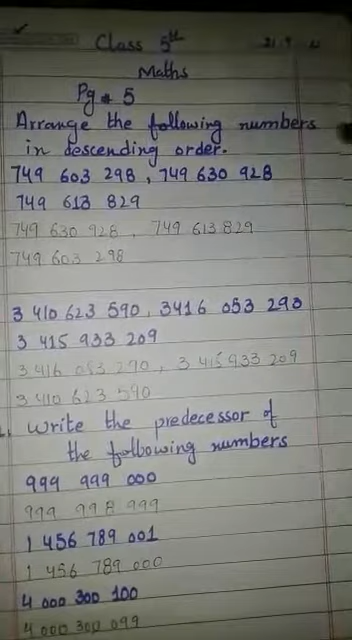 Class 5th
Maths
Pg # 5
Arrange the following numbers
in descending order.
749 603 298, 749 630 928
749 613 829
749 630 928, 749 613 829
749 603 298
3 410 623 590, 3416 053 290
3 415 933 209
3 416 053 290, 3 415 933 209
3 410 623 590
Write the predecessor of
the following numbers
999 999 000
999 998 999
1 456 789 001
1 456 789 000
4 000 300 100
4 000 300 099